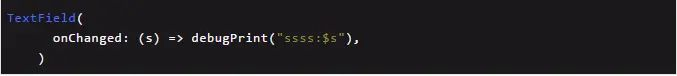 TextField(
      onChanged: (s) => debugPrint("ssss:$s"),
    )